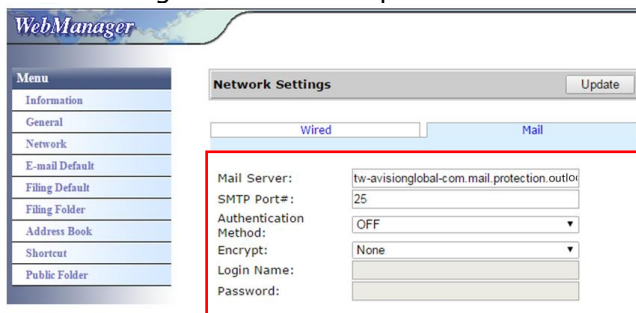 WebManager
Menu
Information
General
Network
E-mail Default
Filing Default
Filing Folder
Address Book
Shortcut
Public Folder
Network Settings
Update
Wired
Mail
Mail Server: tw-avisionglobal-com.mail.protection.outloo
SMTP Port#: 25
Authentication
Method: OFF
Encrypt: None
Login Name:
Password: